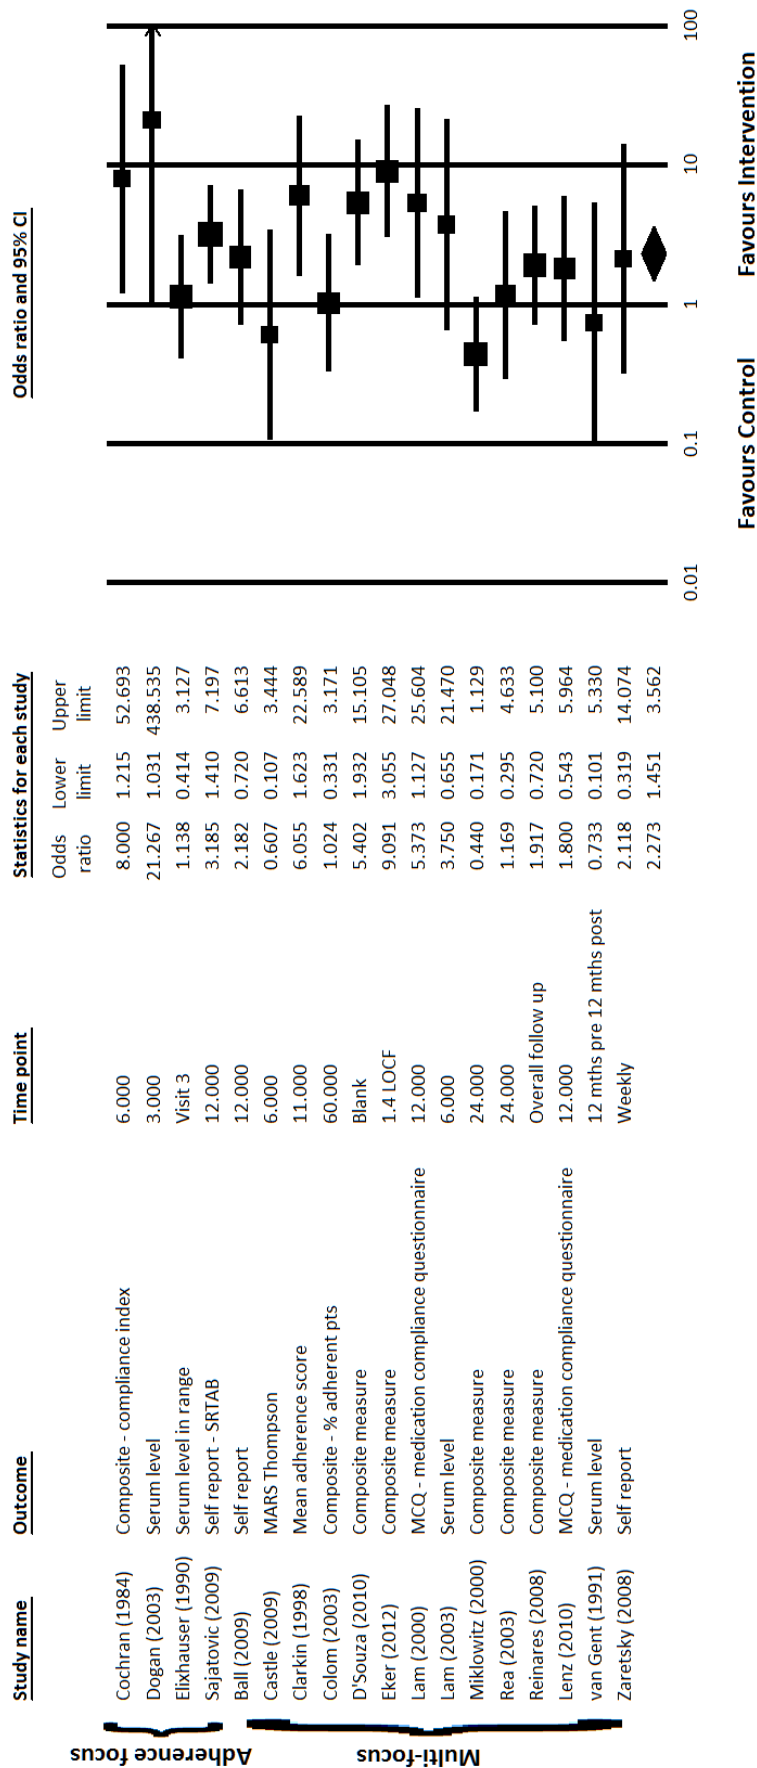 Study name Outcome Time point Statistics for each study Odds ratio and 95% CI
Odds ratio Lower limit Upper limit
Adherence focus
Cochran (1984) Composite - compliance index 6.000 8.000 1.215 52.693
Dogan (2003) Serum level 3.000 21.267 1.031 438.535
Elixhauser (1990) Serum level in range Visit 3 1.138 0.414 3.127
Sajatovic (2009) Self report - SRTAB 12.000 3.185 1.410 7.197
Multi-focus
Ball (2009) Self report 12.000 2.182 0.720 6.613
Castle (2009) MARS Thompson 6.000 0.607 0.107 3.444
Clarkin (1998) Mean adherence score 11.000 6.055 1.623 22.589
Colom (2003) Composite - % adherent pts 60.000 1.024 0.331 3.171
D'Souza (2010) Composite measure Blank 5.402 1.932 15.105
Eker (2012) Composite measure 1.4 LOCF 9.091 3.055 27.048
Lam (2000) MCQ - medication compliance questionnaire 12.000 5.373 1.127 25.604
Lam (2003) Serum level 6.000 3.750 0.655 21.470
Miklowitz (2000) Composite measure 24.000 0.440 0.171 1.129
Rea (2003) Composite measure 24.000 1.169 0.295 4.633
Reinares (2008) Composite measure Overall follow up 1.917 0.720 5.100
Lenz (2010) MCQ - medication compliance questionnaire 12.000 1.800 0.543 5.964
van Gent (1991) Serum level 12 mths pre 12 mths post 0.733 0.101 5.330
Zaretsky (2008) Self report Weekly 2.118 0.319 14.074
2.273 1.451 3.562
0.01 0.1 1 10 100
Favours Control Favours Intervention